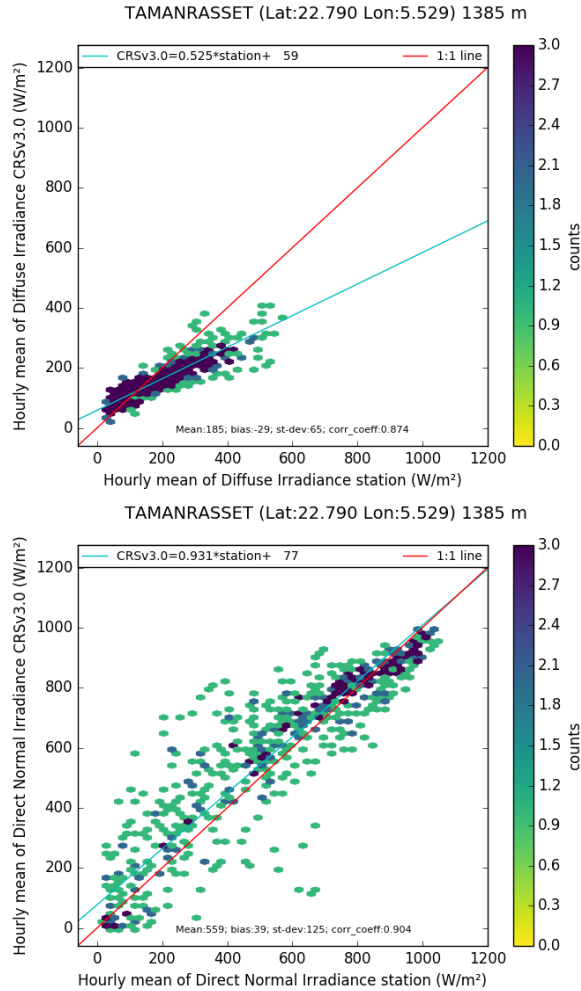 TAMANRASSET (Lat:22.790 Lon:5.529) 1385 m
CRSv3.0=0.525*station+ 59
1:1 line
1200
1000
800
600
400
200
0
Hourly mean of Diffuse Irradiance CRSv3.0 (W/m²)
Mean:185; bias:-29; st-dev:65; corr_coeff:0.874
0 200 400 600 800 1000 1200
Hourly mean of Diffuse Irradiance station (W/m²)
3.0
2.7
2.4
2.1
1.8
1.5
1.2
0.9
0.6
0.3
0.0
counts
TAMANRASSET (Lat:22.790 Lon:5.529) 1385 m
CRSv3.0=0.931*station+ 77
1:1 line
1200
1000
800
600
400
200
0
Hourly mean of Direct Normal Irradiance CRSv3.0 (W/m²)
Mean:559; bias:39; st-dev:125; corr_coeff:0.904
0 200 400 600 800 1000 1200
Hourly mean of Direct Normal Irradiance station (W/m²)
3.0
2.7
2.4
2.1
1.8
1.5
1.2
0.9
0.6
0.3
0.0
counts